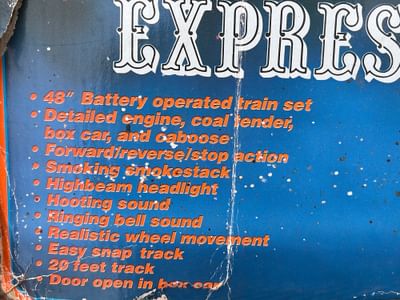 EXPRES
• 48" Battery operated train set
• Detailed engine, coal tender,
box car, and caboose
• Forward/reverse/stop action
• Smoking smokestack
• Highbeam headlight
• Hooting sound
• Ringing bell sound
• Realistic wheel movement
• Easy snap track
• 20 feet track
• Door open in box car